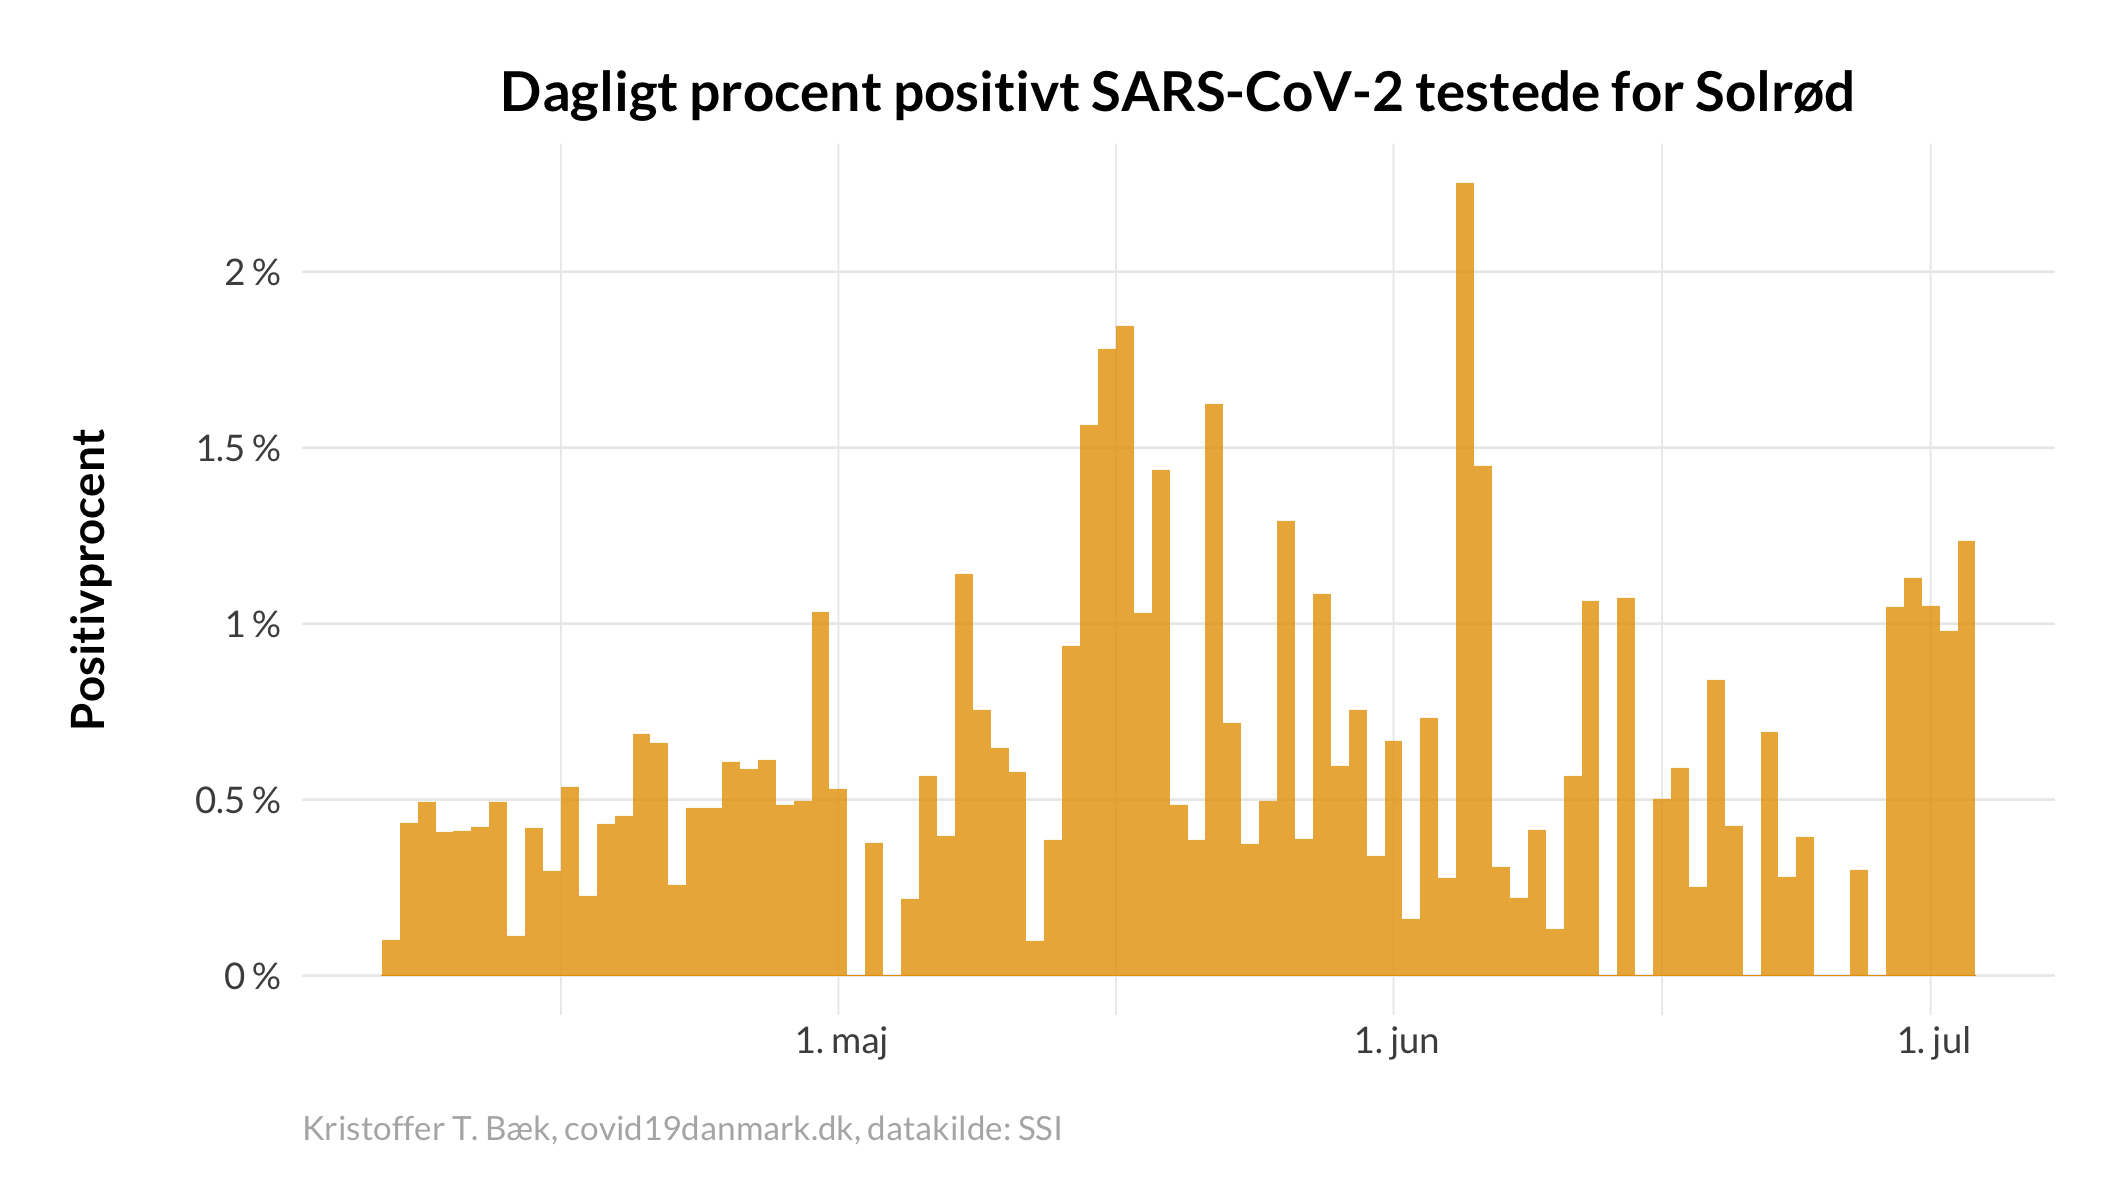 Dagligt procent positivt SARS-CoV-2 testede for Solrød
Positivprocent
2 %
1.5 %
1 %
0.5 %
0 %
1. maj
1. jun
1. jul
Kristoffer T. Bæk, covid19danmark.dk, datakilde: SSI